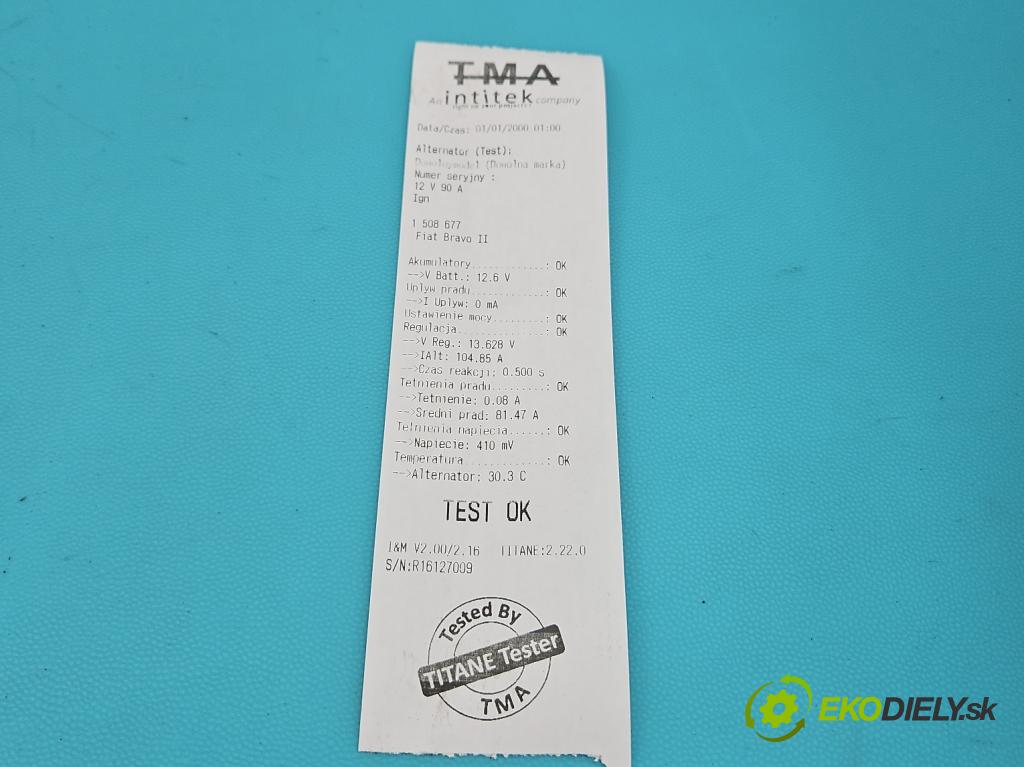 TMA
An intitek company
Data/Czas: 01/01/2000 01:00
Alternator (Test):
(Dowolna marka)
Numer seryjny :
12 V 90 A
Ign
1 508 677
Fiat Bravo II
Akumulatory............: OK
-->V Batt.: 12.6 V
Uplyw pradu............: OK
-->I Uplyw: 0 mA
Ustawienie mocy........: OK
Regulacja..............: OK
-->V Reg.: 13.628 V
-->IAlt: 104.85 A
-->Czas reakcji: 0.500 s
Tetnienia pradu........: OK
-->Tetnienie: 0.08 A
-->Sredni prad: 81.47 A
Tetnienia napiecia.....: OK
-->Napiecie: 410 mV
Temperatura............: OK
-->Alternator: 30.3 C
TEST OK
I&M V2.00/2.16 TITANE:2.22.0
S/N:R16127009
Tested By
TITANE Tester
TMA
EKODIELY.sk